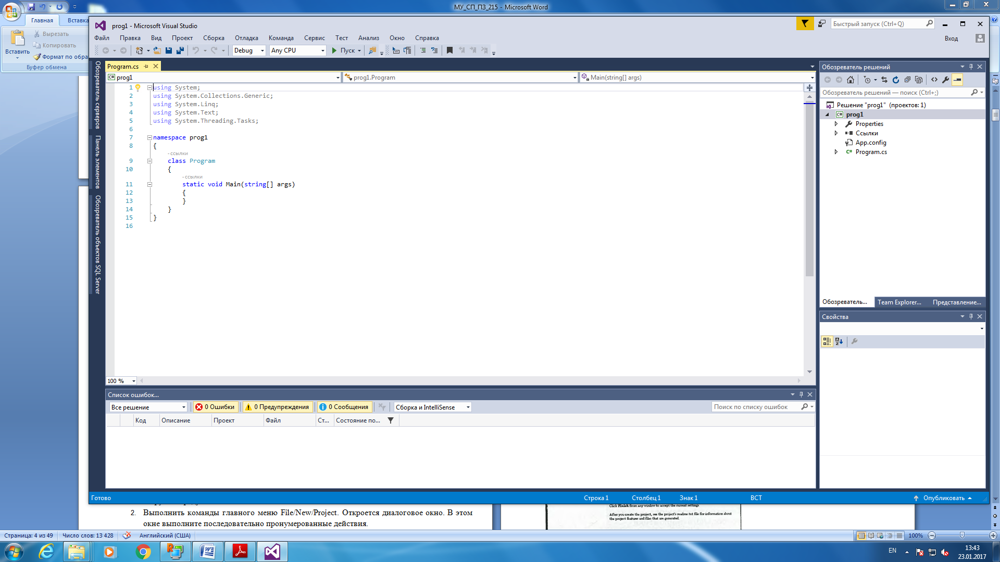 МУ_СП_ПЗ_215 - Microsoft Word
Главная
Вставка
Вырезать
Копировать
Формат по обра
Вставить
Буфер обмена
prog1 - Microsoft Visual Studio
Быстрый запуск (Ctrl+Q)
Файл Правка Вид Проект Сборка Отладка Команда Сервис Тест Анализ Окно Справка
Вход
Debug Any CPU Пуск
Обозреватель серверов
Панель элементов
Обозреватель объектов SQL Server
Program.cs
prog1
prog1.Program
Main(string[] args)
1 using System;
2 using System.Collections.Generic;
3 using System.Linq;
4 using System.Text;
5 using System.Threading.Tasks;
6
7 namespace prog1
8 {
- ссылки
9 class Program
10 {
- ссылки
11 static void Main(string[] args)
12 {
13 }
14 }
15 }
16
100 %
Обозреватель решений
Обозреватель решений — поиск (Ctrl+;)
Решение "prog1" (проектов: 1)
C# prog1
Properties
Ссылки
App.config
C# Program.cs
Обозреватель... Team Explorer... Представление...
Свойства
Список ошибок...
Все решение
0 Ошибки
0 Предупреждения
0 Сообщения
Сборка и IntelliSense
Поиск по списку ошибок
Код Описание Проект Файл Ст... Состояние по...
Готово
Строка 1 Столбец 1 Знак 1 ВСТ
Опубликовать
2. Выполнить команды главного меню File/New/Project. Откроется диалоговое окно. В этом
окне выполните последовательно пронумерованные действия.
Click Finish from any window to accept the current settings.
After you create the project, see the project's readme.txt file for information about
the project features and files that are generated.
Страница: 4 из 49 Число слов: 13 428 Английский (США)
100%
EN
13:43
23.01.2017